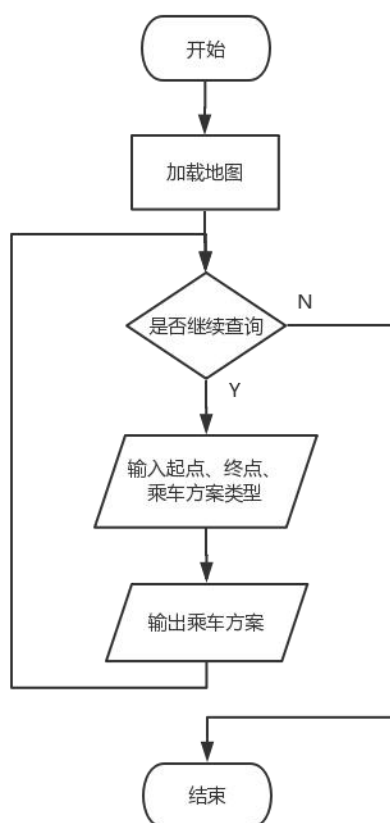 开始
加载地图
是否继续查询
N
Y
输入起点、终点、
乘车方案类型
输出乘车方案
结束